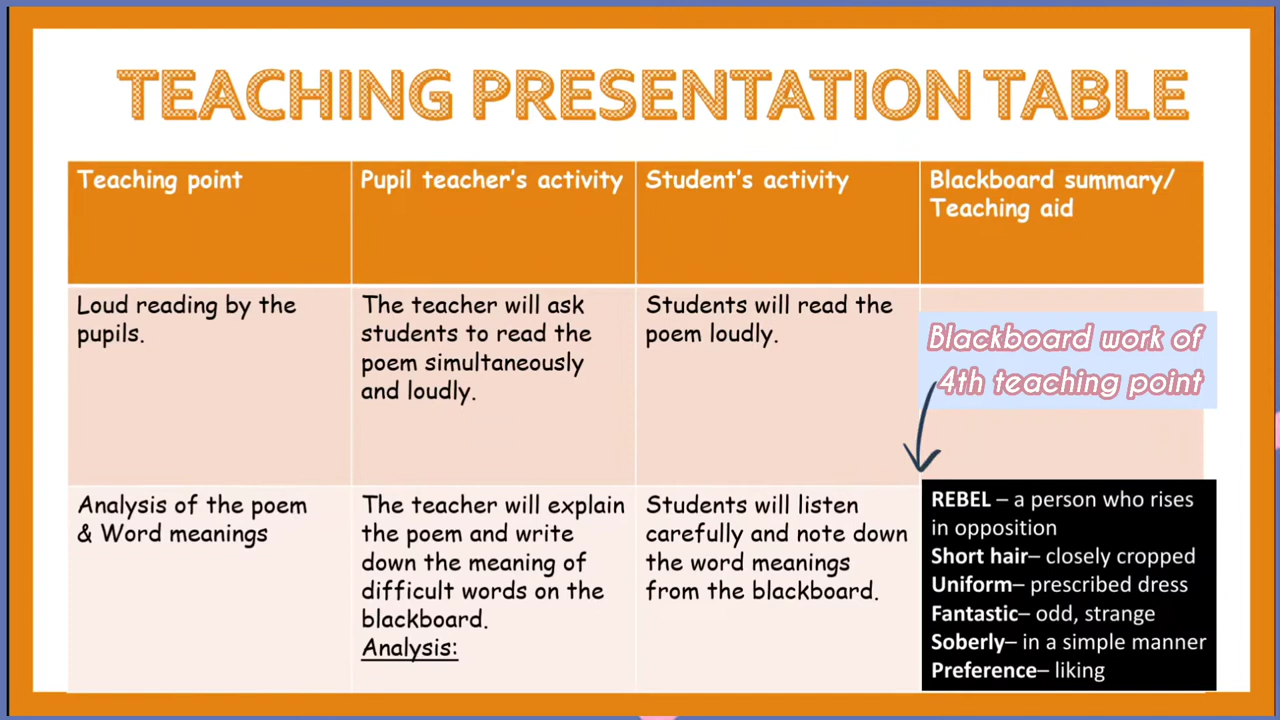 TEACHING PRESENTATION TABLE
Teaching point
Pupil teacher's activity
Student's activity
Blackboard summary/
Teaching aid
Loud reading by the
pupils.
The teacher will ask
students to read the
poem simultaneously
and loudly.
Students will read the
poem loudly.
Blackboard work of
4th teaching point
Analysis of the poem
& Word meanings
The teacher will explain
the poem and write
down the meaning of
difficult words on the
blackboard.
Analysis:
Students will listen
carefully and note down
the word meanings
from the blackboard.
REBEL – a person who rises
in opposition
Short hair– closely cropped
Uniform– prescribed dress
Fantastic– odd, strange
Soberly– in a simple manner
Preference– liking